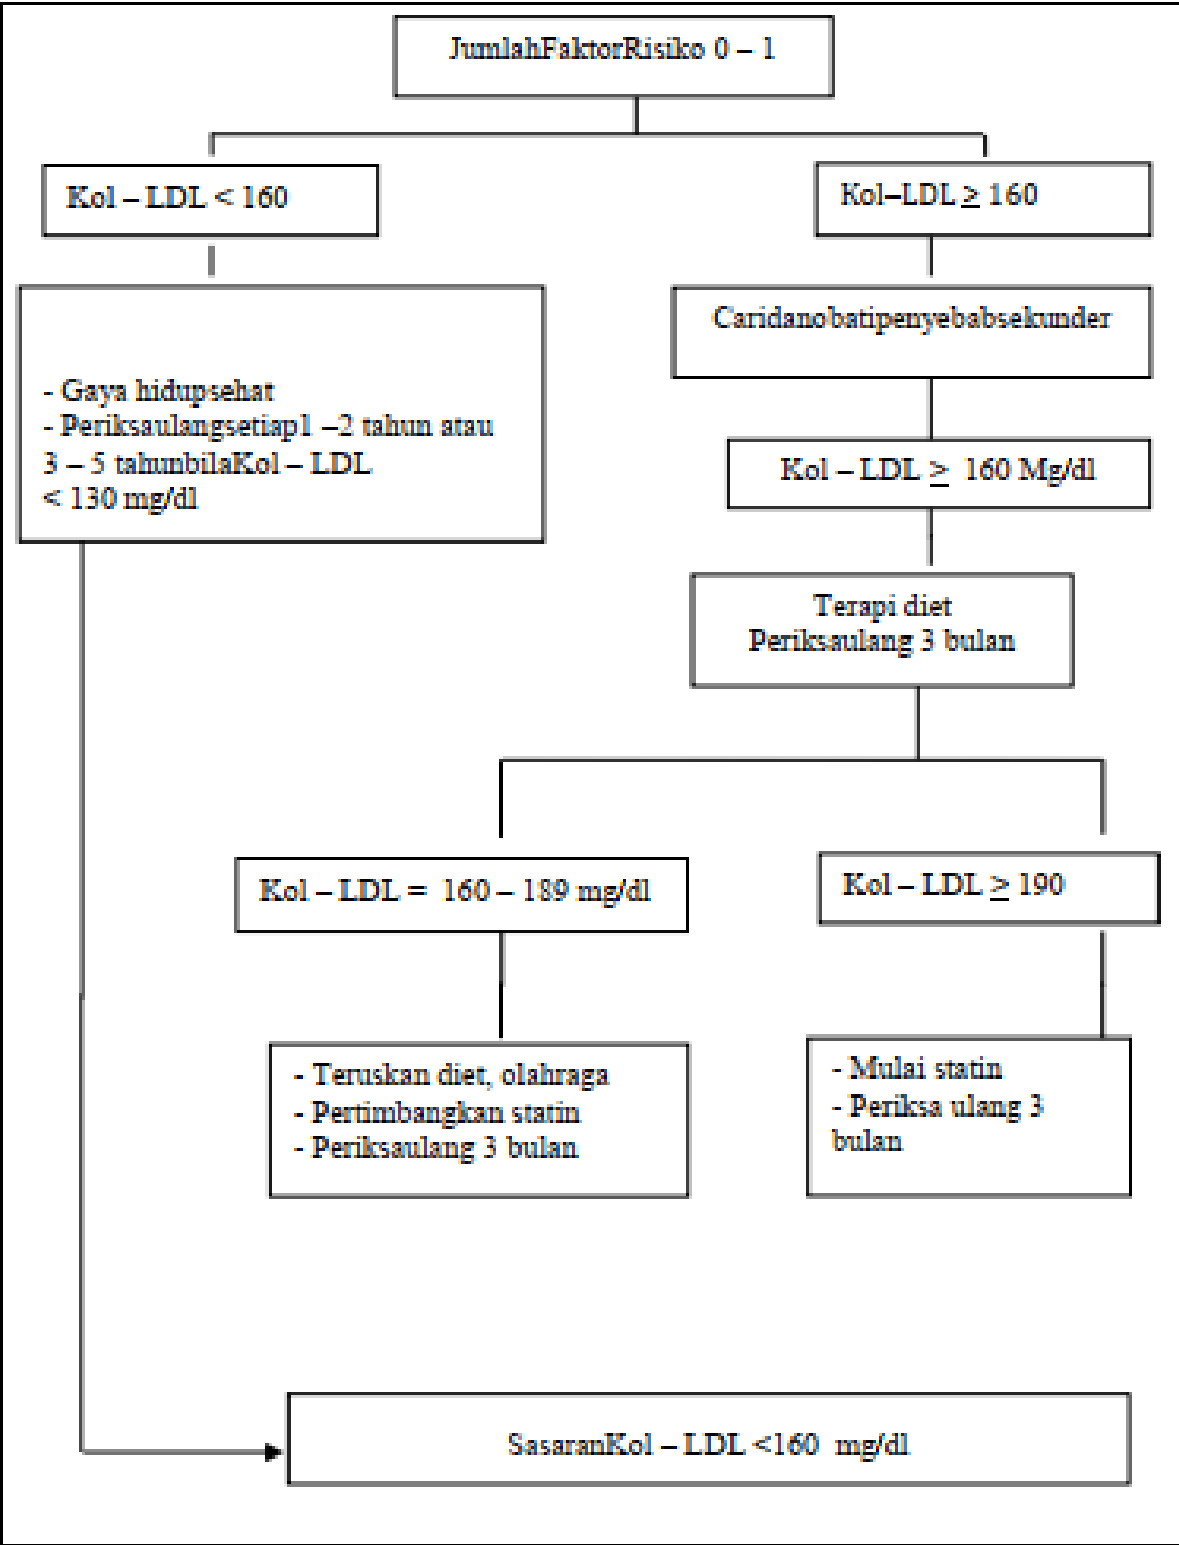 JumlahFaktorRisiko 0 – 1
Kol – LDL < 160
Kol–LDL ≥ 160
- Gaya hidupsehat
- Periksaulangsetiap1 –2 tahun atau
3 – 5 tahunbilaKol – LDL
< 130 mg/dl
Caridanobatipenyebabsekunder
Kol – LDL ≥ 160 Mg/dl
Terapi diet
Periksaulang 3 bulan
Kol – LDL = 160 – 189 mg/dl
Kol – LDL ≥ 190
- Teruskan diet, olahraga
- Pertimbangkan statin
- Periksaulang 3 bulan
- Mulai statin
- Periksa ulang 3
bulan
SasaranKol – LDL <160 mg/dl